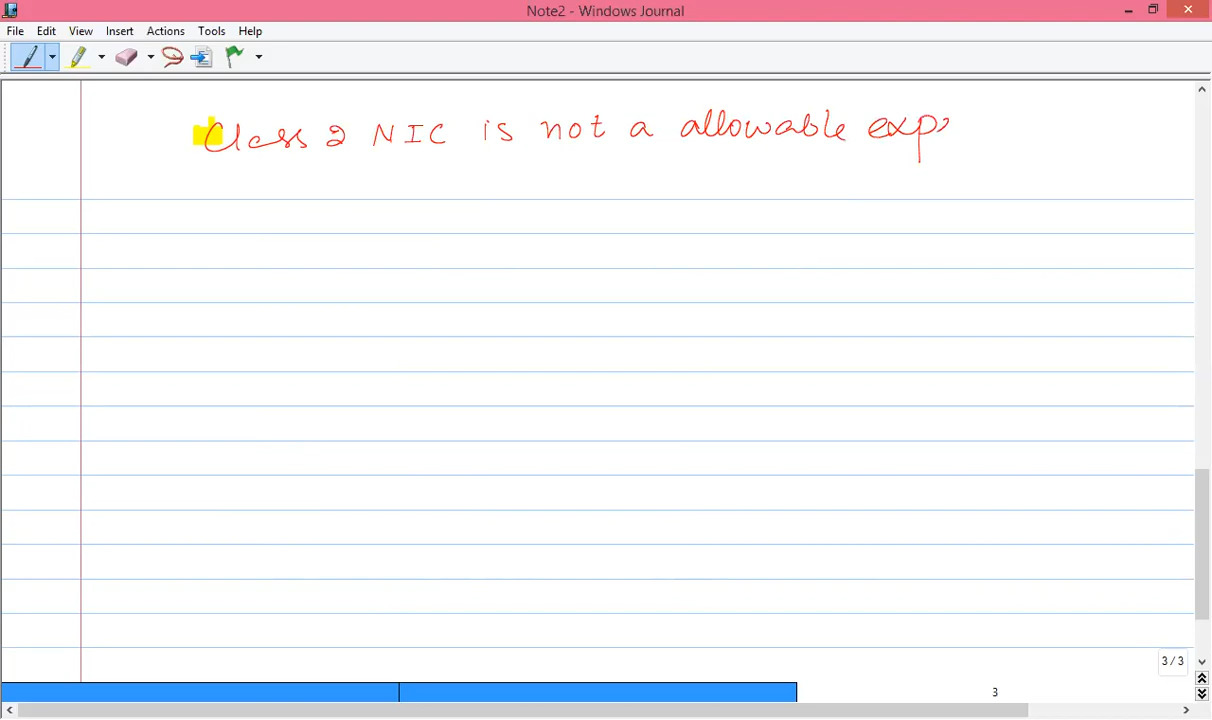 Note2 - Windows Journal
File Edit View Insert Actions Tools Help
Class 2 NIC is not a allowable exp,
3 / 3
3